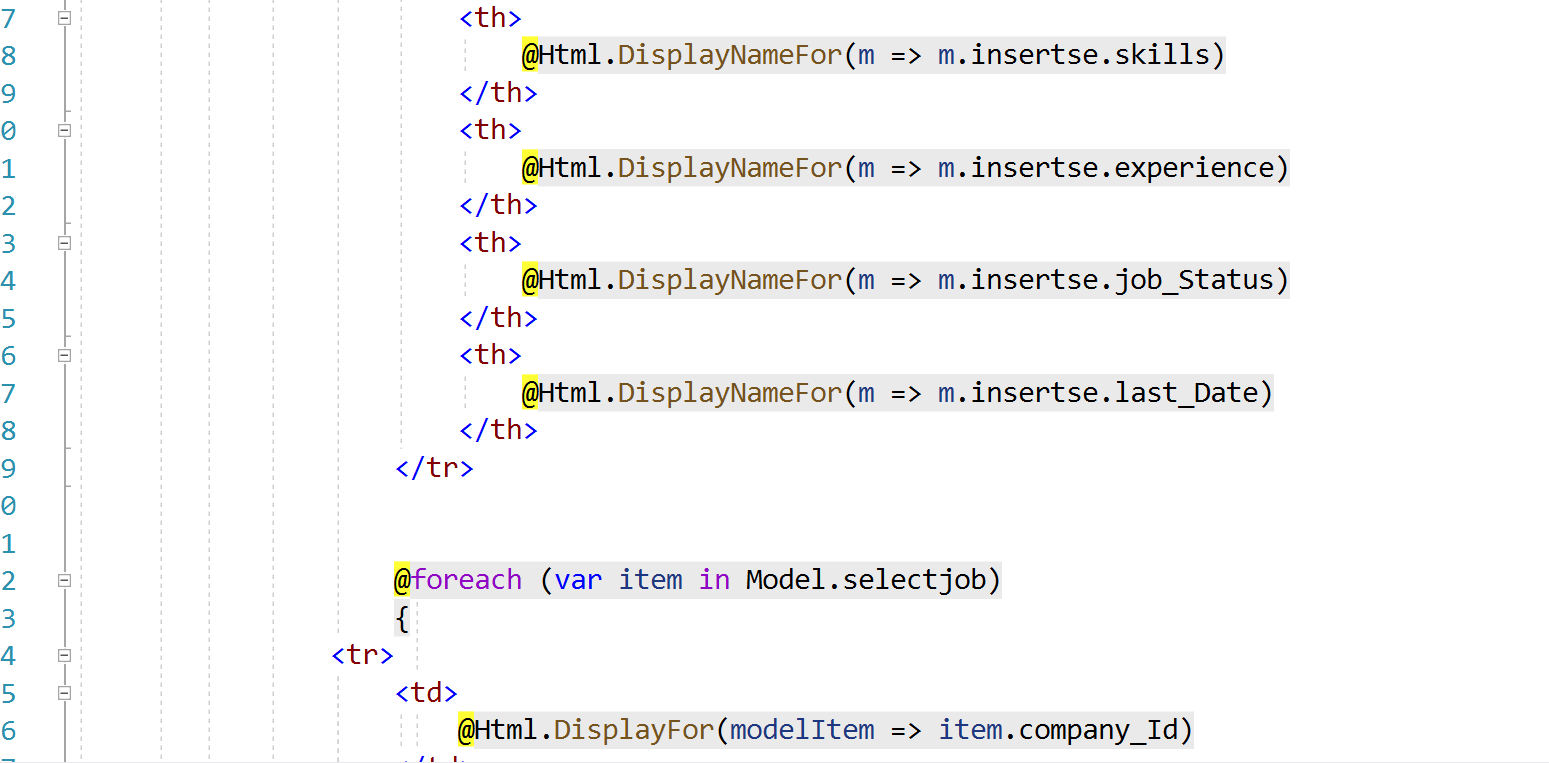 7 <th>
8 @Html.DisplayNameFor(m => m.insertse.skills)
9 </th>
0 <th>
1 @Html.DisplayNameFor(m => m.insertse.experience)
2 </th>
3 <th>
4 @Html.DisplayNameFor(m => m.insertse.job_Status)
5 </th>
6 <th>
7 @Html.DisplayNameFor(m => m.insertse.last_Date)
8 </th>
9 </tr>
0
1
2 @foreach (var item in Model.selectjob)
3 {
4 <tr>
5 <td>
6 @Html.DisplayFor(modelItem => item.company_Id)